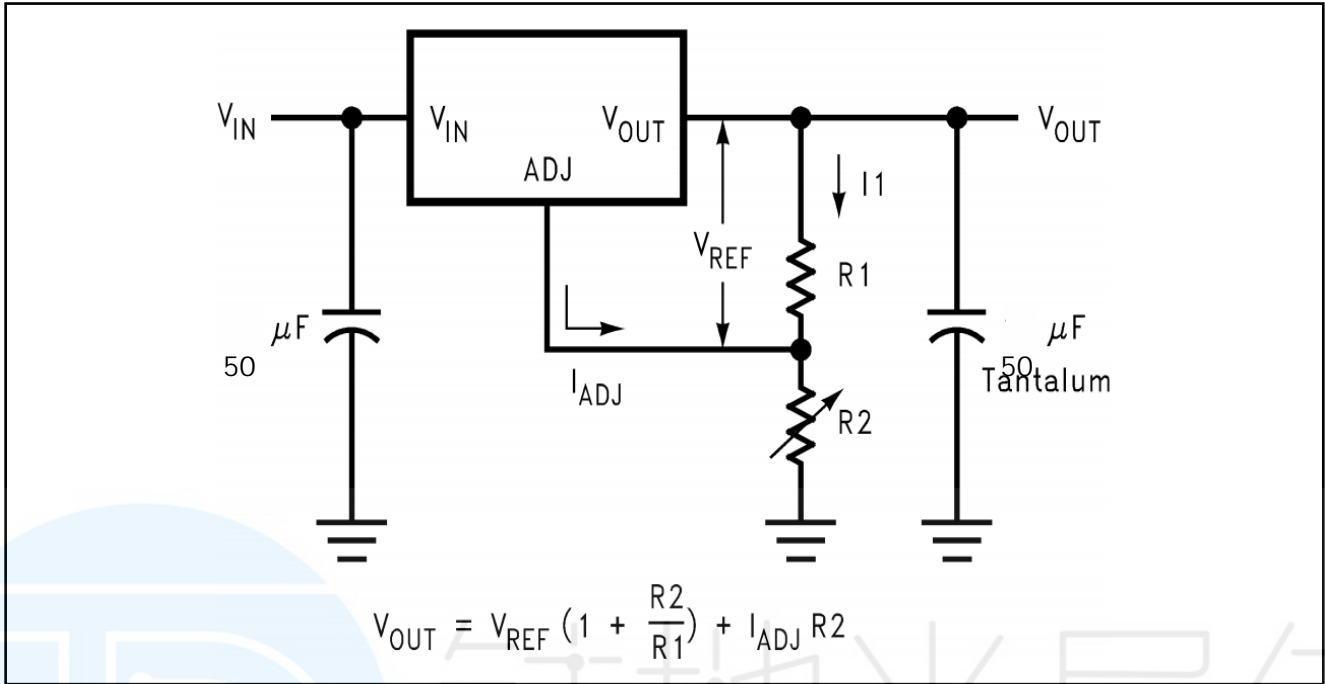 VIN
VIN
VOUT
ADJ
VOUT
I1
VREF
R1
μF
50
μF
50
Tantalum
IADJ
R2
VOUT = VREF (1 + R2/R1) + IADJ R2